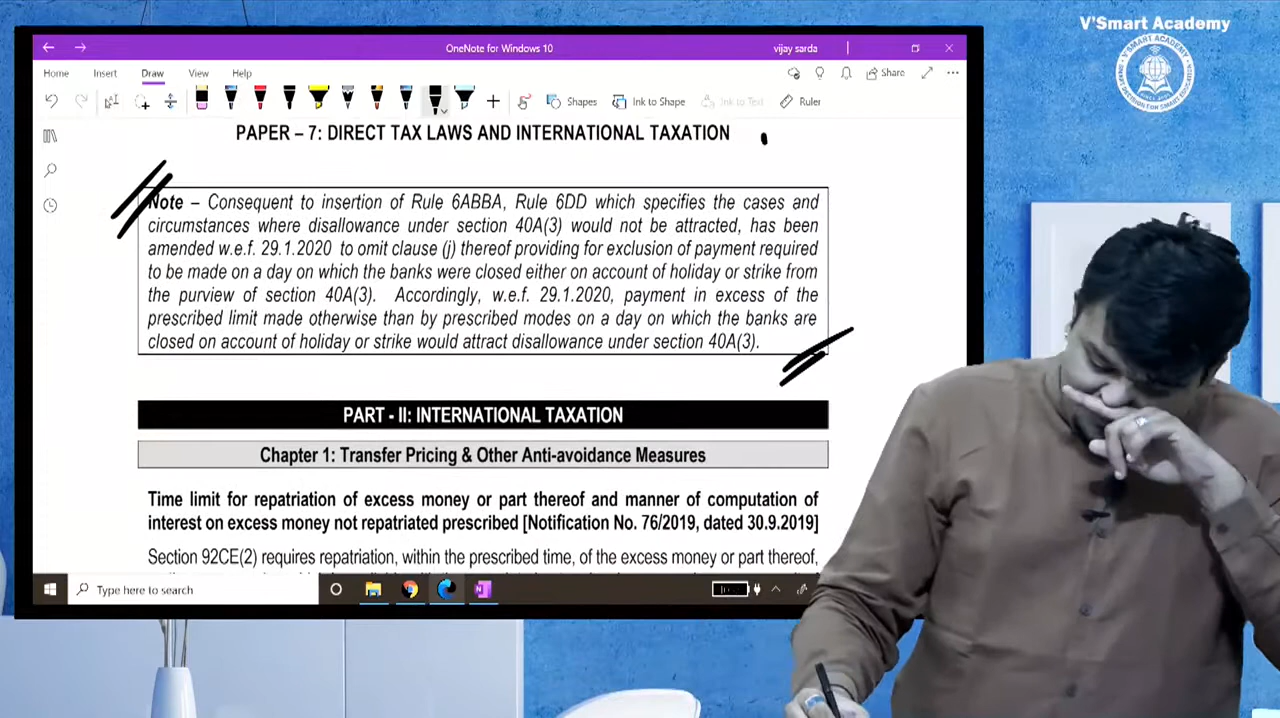 V'Smart Academy
OneNote for Windows 10
vijay sarda
Home Insert Draw View Help
Share
Shapes Ink to Shape Ink to Text Ruler
PAPER – 7: DIRECT TAX LAWS AND INTERNATIONAL TAXATION
Note – Consequent to insertion of Rule 6ABBA, Rule 6DD which specifies the cases and
circumstances where disallowance under section 40A(3) would not be attracted, has been
amended w.e.f. 29.1.2020 to omit clause (j) thereof providing for exclusion of payment required
to be made on a day on which the banks were closed either on account of holiday or strike from
the purview of section 40A(3). Accordingly, w.e.f. 29.1.2020, payment in excess of the
prescribed limit made otherwise than by prescribed modes on a day on which the banks are
closed on account of holiday or strike would attract disallowance under section 40A(3).
PART - II: INTERNATIONAL TAXATION
Chapter 1: Transfer Pricing & Other Anti-avoidance Measures
Time limit for repatriation of excess money or part thereof and manner of computation of
interest on excess money not repatriated prescribed [Notification No. 76/2019, dated 30.9.2019]
Section 92CE(2) requires repatriation, within the prescribed time, of the excess money or part thereof,
Type here to search